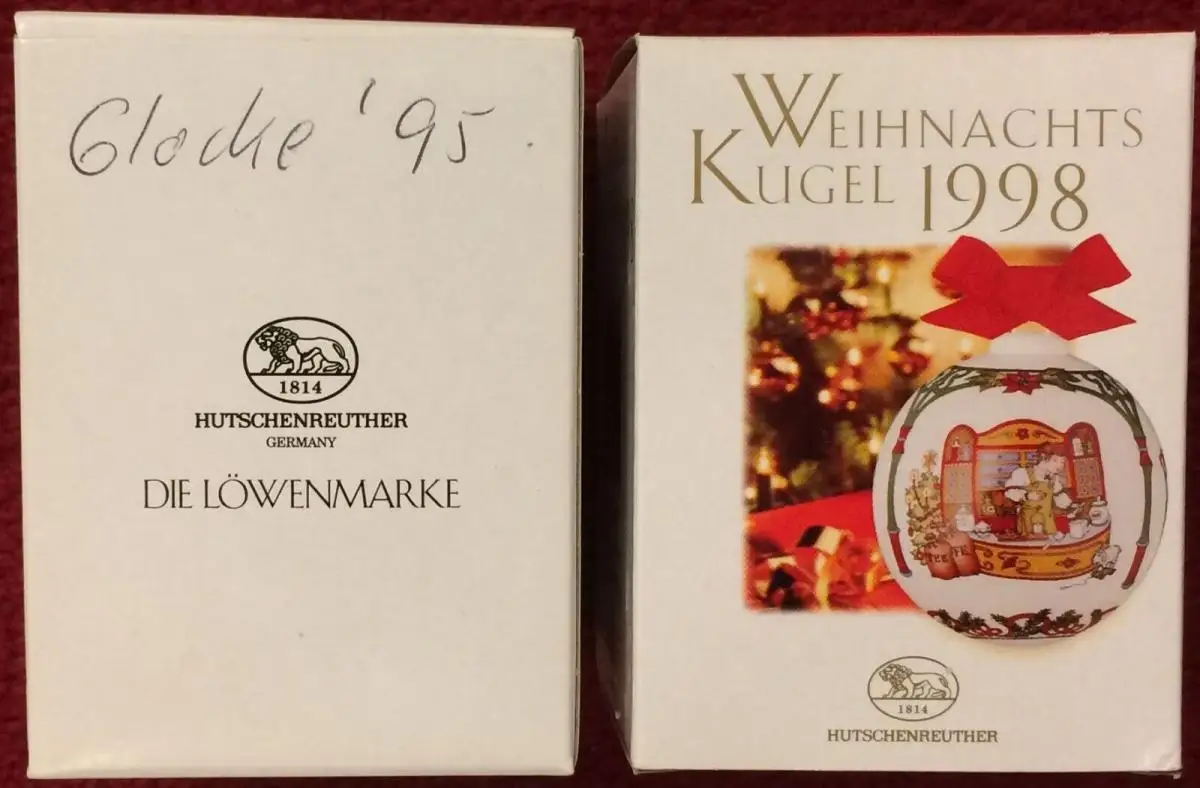 Glocke '95.
1814
HUTSCHENREUTHER
GERMANY
DIE LÖWENMARKE
WEIHNACHTS
KUGEL 1998
1814
HUTSCHENREUTHER